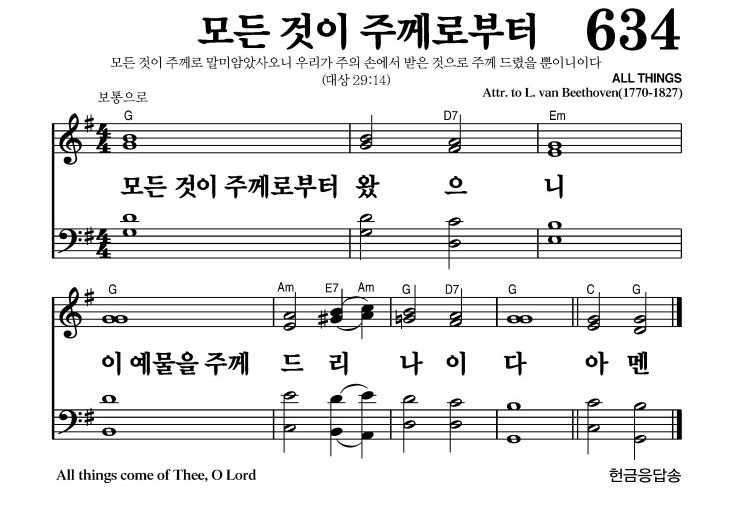 모든 것이 주께로부터 634
모든 것이 주께로 말미암았사오니 우리가 주의 손에서 받은 것으로 주께 드렸을 뿐이니이다
(대상 29:14)
ALL THINGS
Attr. to L. van Beethoven(1770-1827)
보통으로
G D7 Em
모든 것이 주께로부터 왔 으 니
G Am E7 Am G D7 G C G
이 예물을 주께 드 리 나 이 다 아 멘
All things come of Thee, O Lord 헌금응답송